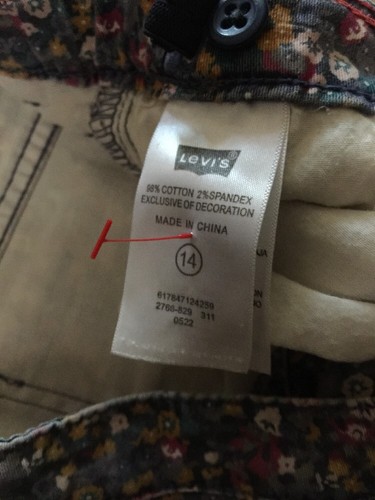 Levi's
98% COTTON 2%SPANDEX
EXCLUSIVE OF DECORATION
MADE IN CHINA
14
617847124259
2768-829 311
0522